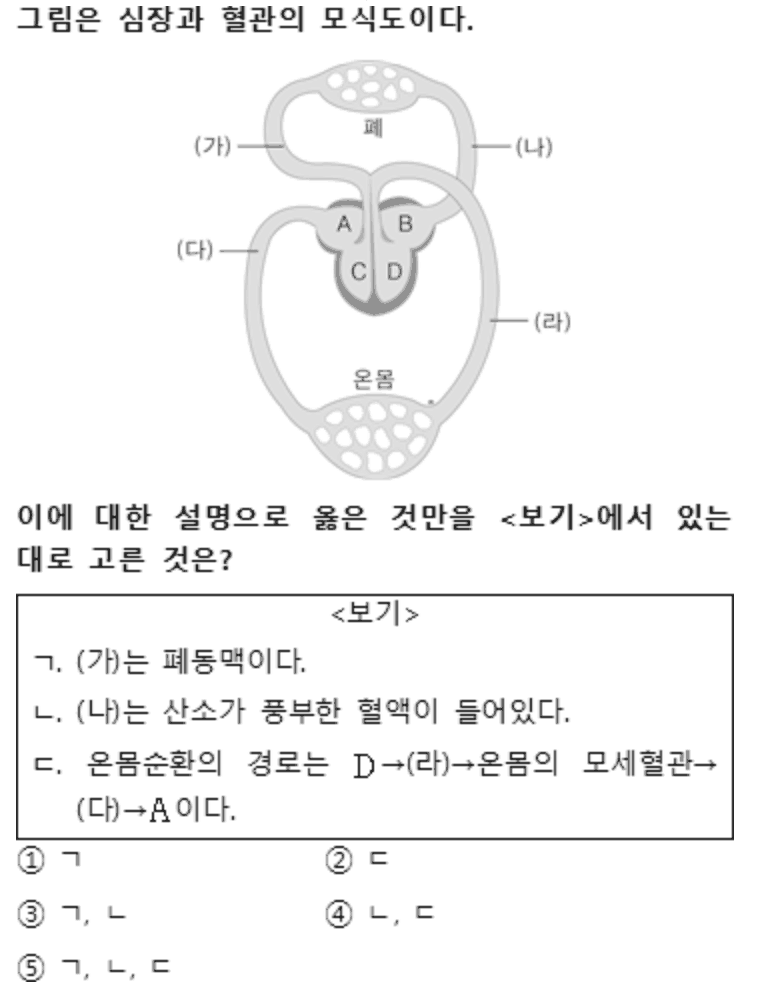 그림은 심장과 혈관의 모식도이다.
폐
(가)
(나)
A
B
(다)
C
D
(라)
온몸
이에 대한 설명으로 옳은 것만을 <보기>에서 있는
대로 고른 것은?
<보기>
ㄱ. (가)는 폐동맥이다.
ㄴ. (나)는 산소가 풍부한 혈액이 들어있다.
ㄷ. 온몸순환의 경로는 D→(라)→온몸의 모세혈관→
(다)→A이다.
① ㄱ ② ㄷ
③ ㄱ, ㄴ ④ ㄴ, ㄷ
⑤ ㄱ, ㄴ, ㄷ